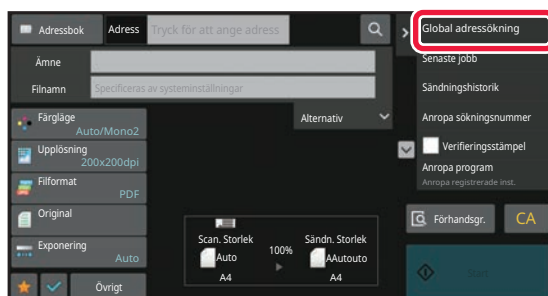 Adressbok
Adress
Tryck för att ange adress
Ämne
Filnamn
Specificeras av systeminställningar
Färgläge
Auto/Mono2
Upplösning
200x200dpi
Filformat
PDF
Original
Exponering
Auto
Övrigt
Alternativ
Scan. Storlek
Auto
A4
100%
Sändn. Storlek
AAutouto
A4
Global adressökning
Senaste jobb
Sändningshistorik
Anropa sökningsnummer
Verifieringsstämpel
Anropa program
Anropa registrerade inst.
Förhandsgr.
CA
Start